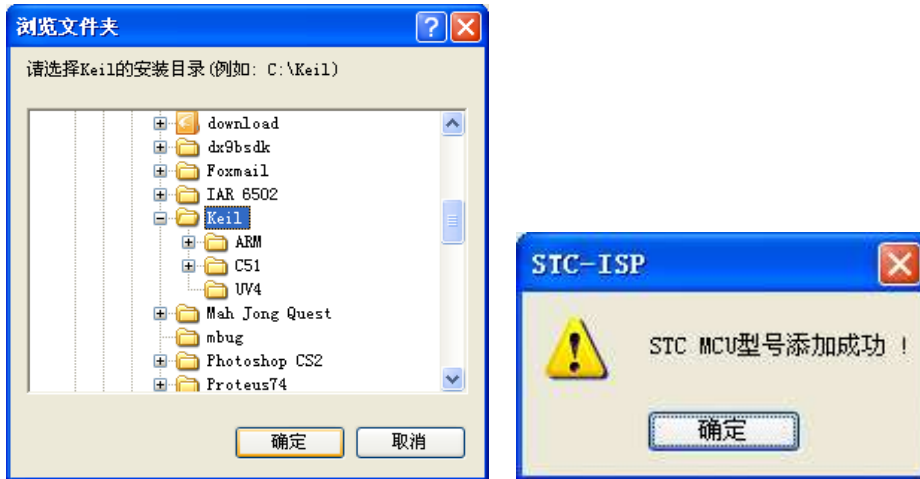 浏览文件夹
请选择Keil的安装目录(例如: C:\Keil)
download
dx9bsdk
Foxmail
IAR 6502
Keil
ARM
C51
UV4
Mah Jong Quest
mbug
Photoshop CS2
Proteus74
确定
取消
STC-ISP
STC MCU型号添加成功 !
确定